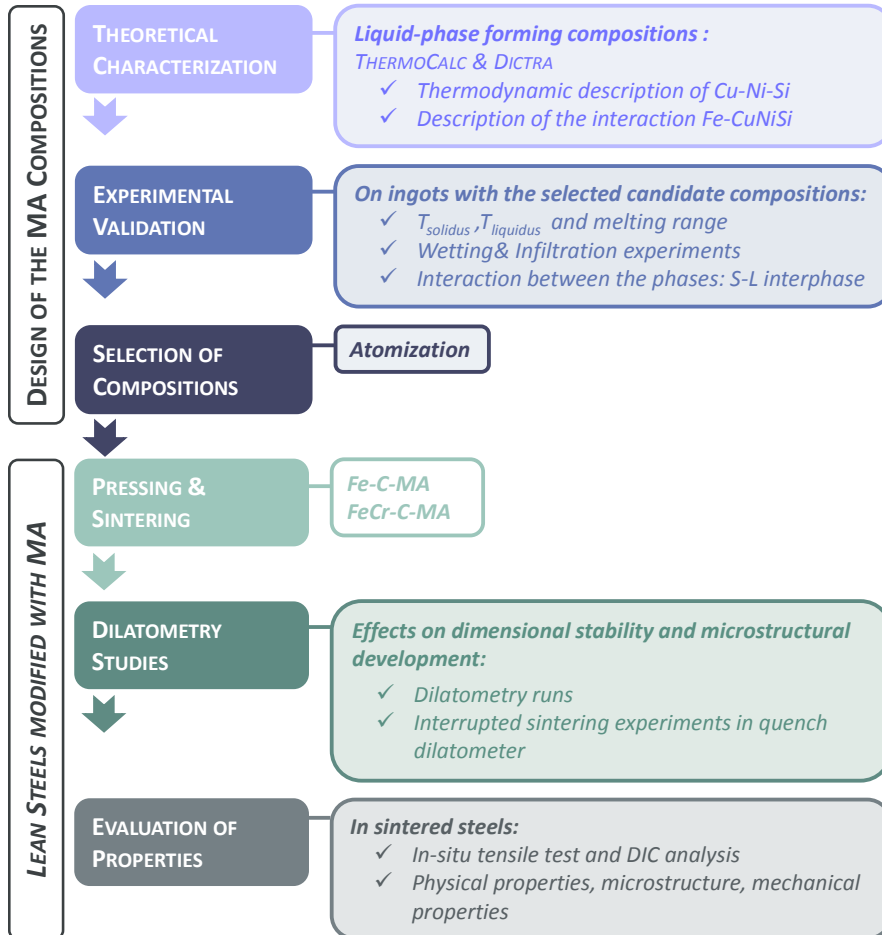 DESIGN OF THE MA COMPOSITIONS
THEORETICAL
CHARACTERIZATION
Liquid-phase forming compositions :
THERMOCALC & DICTRA
✓ Thermodynamic description of Cu-Ni-Si
✓ Description of the interaction Fe-CuNiSi
EXPERIMENTAL
VALIDATION
On ingots with the selected candidate compositions:
✓ Tsolidus ,Tliquidus and melting range
✓ Wetting& Infiltration experiments
✓ Interaction between the phases: S-L interphase
SELECTION OF
COMPOSITIONS
Atomization
LEAN STEELS MODIFIED WITH MA
PRESSING &
SINTERING
Fe-C-MA
FeCr-C-MA
DILATOMETRY
STUDIES
Effects on dimensional stability and microstructural
development:
✓ Dilatometry runs
✓ Interrupted sintering experiments in quench
dilatometer
EVALUATION OF
PROPERTIES
In sintered steels:
✓ In-situ tensile test and DIC analysis
✓ Physical properties, microstructure, mechanical
properties